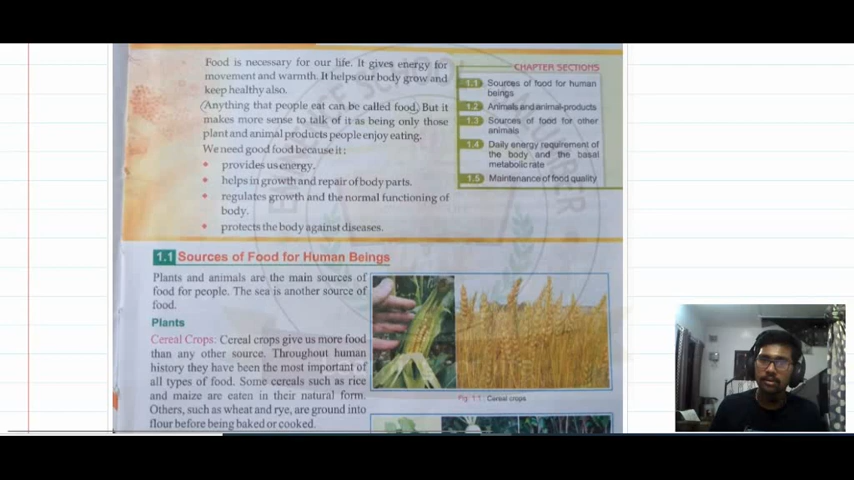 Food is necessary for our life. It gives energy for
movement and warmth. It helps our body grow and
keep healthy also.
(Anything that people eat can be called food.) But it
makes more sense to talk of it as being only those
plant and animal products people enjoy eating.
We need good food because it :
provides us energy.
helps in growth and repair of body parts.
regulates growth and the normal functioning of
body.
protects the body against diseases.
CHAPTER SECTIONS
1.1 Sources of food for human
beings
1.2 Animals and animal-products
1.3 Sources of food for other
animals
1.4 Daily energy requirement of
the body and the basal
metabolic rate
1.5 Maintenance of food quality
1.1 Sources of Food for Human Beings
Plants and animals are the main sources of
food for people. The sea is another source of
food.
Plants
Cereal Crops: Cereal crops give us more food
than any other source. Throughout human
history they have been the most important of
all types of food. Some cereals such as rice
and maize are eaten in their natural form.
Others, such as wheat and rye, are ground into
flour before being baked or cooked.
Fig. 1.1 : Cereal crops